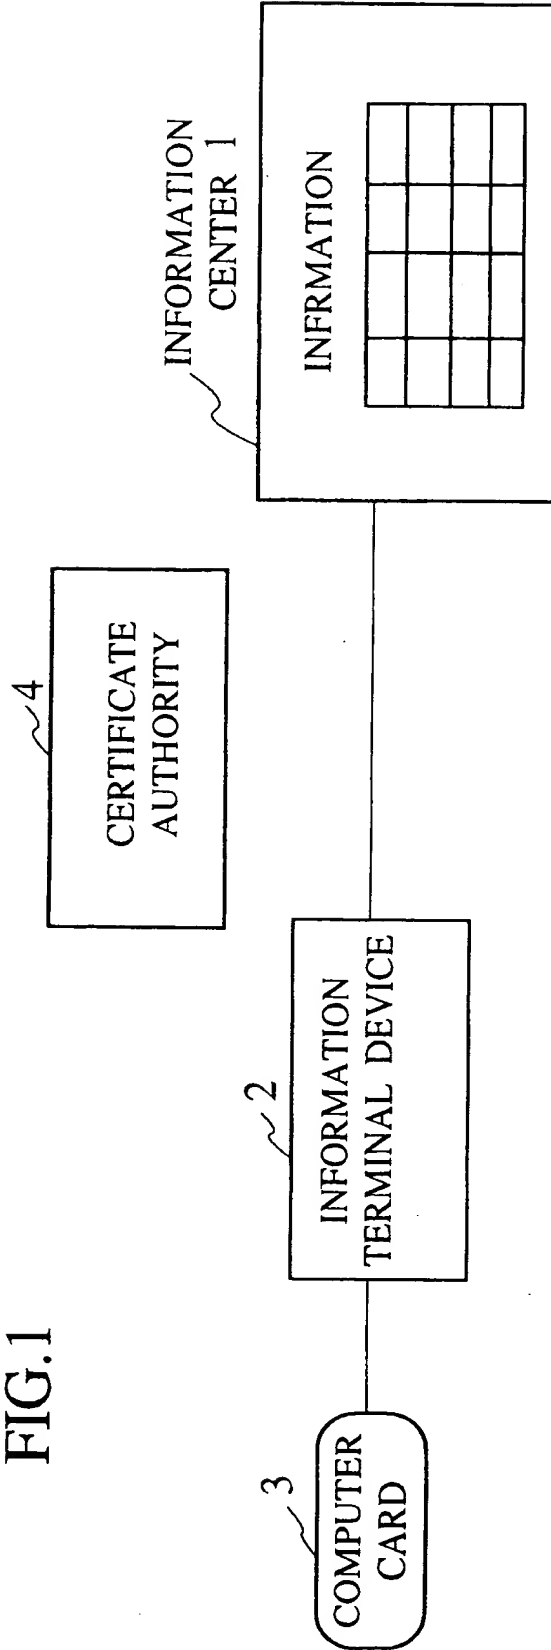 FIG.1
3
COMPUTER
CARD
2
INFORMATION
TERMINAL DEVICE
4
CERTIFICATE
AUTHORITY
INFORMATION
CENTER 1
INFRMATION